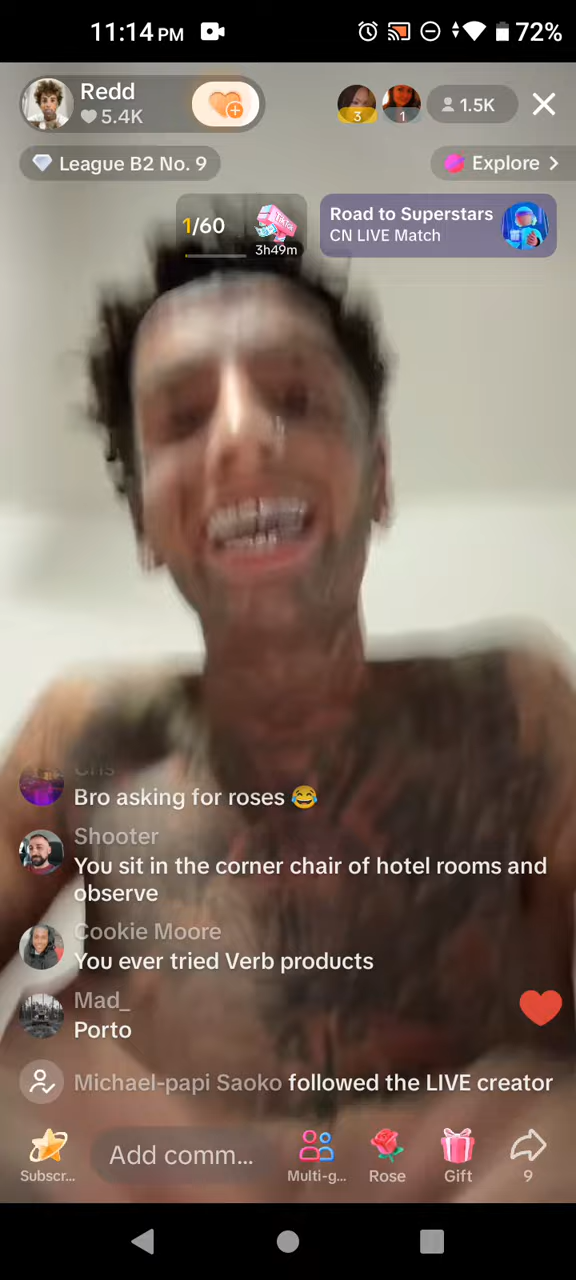 11:14 PM
72%
Redd
5.4K
3
1
1.5K
League B2 No. 9
Explore
1/60
TikTok
3h49m
Road to Superstars
CN LIVE Match
Cris
Bro asking for roses 😂
Shooter
You sit in the corner chair of hotel rooms and
observe
Cookie Moore
You ever tried Verb products
Mad_
Porto
Michael-papi Saoko followed the LIVE creator
Subscr...
Add comm...
Multi-g...
Rose
Gift
9